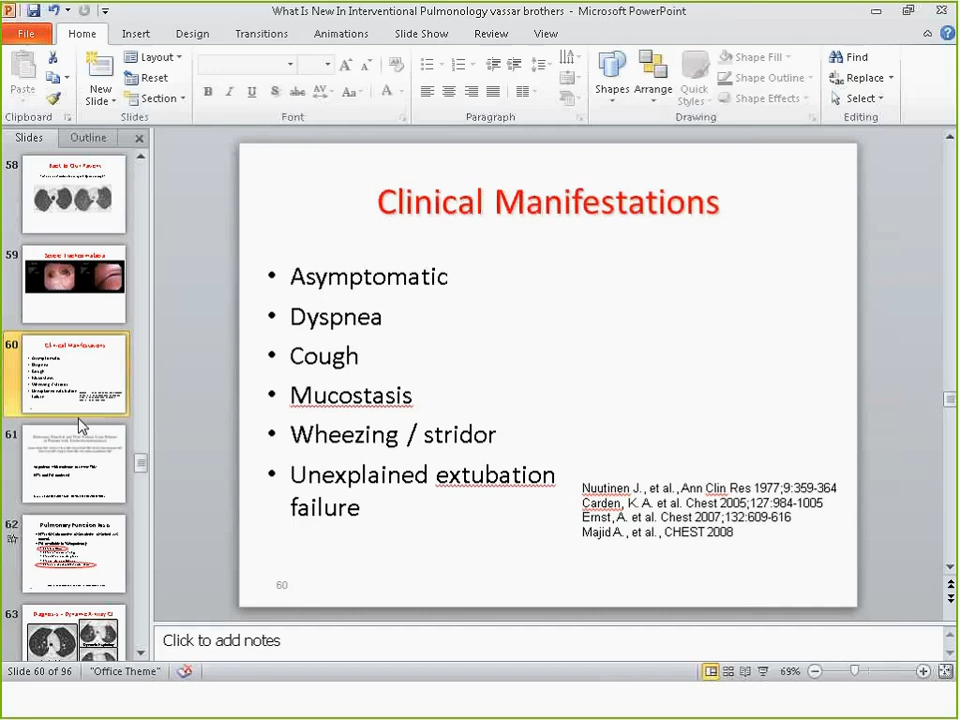 What Is New In Interventional Pulmonology vassar brothers - Microsoft PowerPoint
File Home Insert Design Transitions Animations Slide Show Review View
Paste
New Slide
Layout
Reset
Section
Shapes Arrange Quick Styles
Shape Fill
Shape Outline
Shape Effects
Find
Replace
Select
Clipboard Slides Font Paragraph Drawing Editing
Slides Outline
58
59
60
Clinical Manifestations
61
62
Pulmonary Function
63
Clinical Manifestations
• Asymptomatic
• Dyspnea
• Cough
• Mucostasis
• Wheezing / stridor
• Unexplained extubation
failure
Nuutinen J., et al., Ann Clin Res 1977;9:359-364
Carden, K. A. et al. Chest 2005;127:984-1005
Ernst, A. et al. Chest 2007;132:609-616
Majid A., et al., CHEST 2008
60
Click to add notes
Slide 60 of 96 "Office Theme" 69%